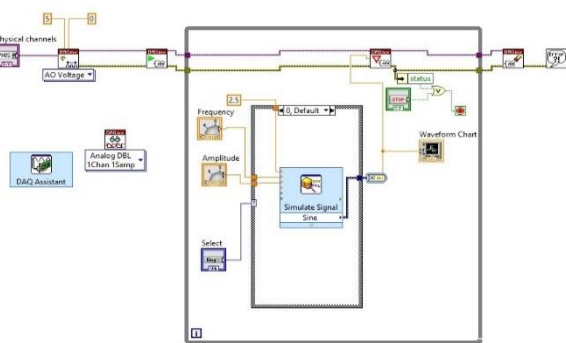 5
0
physical channels
AO Voltage
status
STOP
2.5
0, Default
Frequency
Waveform Chart
Analog DBL
1Chan 1Samp
Amplitude
DAQ Assistant
Simulate Signal
Sine
Select
i